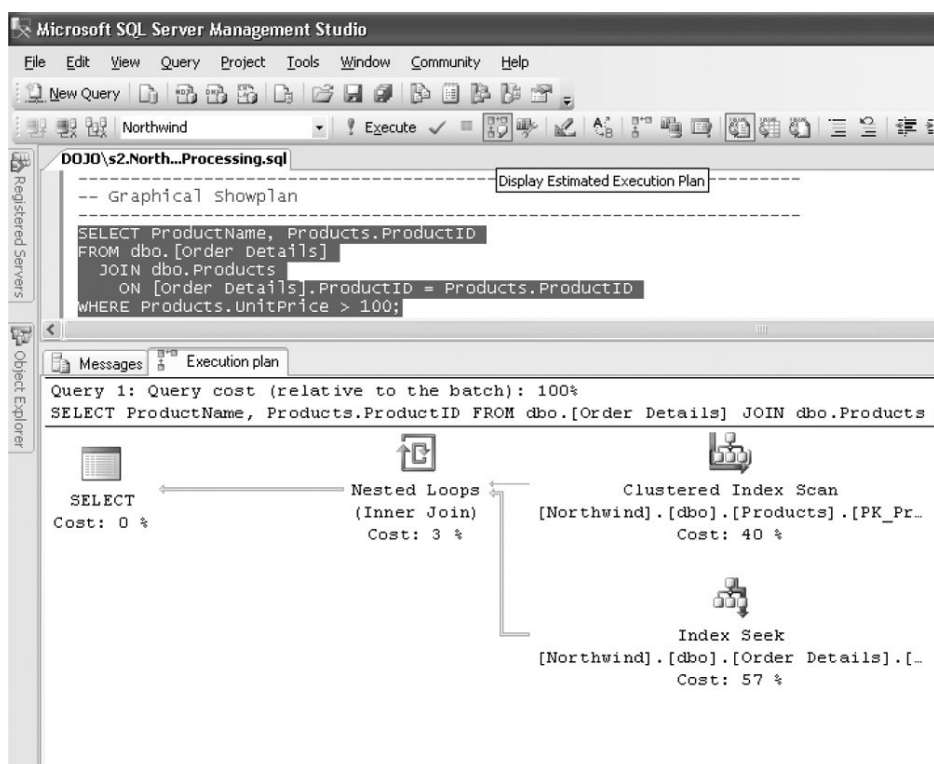 Microsoft SQL Server Management Studio
File Edit View Query Project Tools Window Community Help
New Query
Northwind Execute
DOJO\s2.North...Processing.sql
Display Estimated Execution Plan
Registered Servers
Object Explorer
--------------------------------------------------------------------
-- Graphical Showplan
--------------------------------------------------------------------
SELECT ProductName, Products.ProductID
FROM dbo.[Order Details]
JOIN dbo.Products
ON [Order Details].ProductID = Products.ProductID
WHERE Products.UnitPrice > 100;
Messages Execution plan
Query 1: Query cost (relative to the batch): 100%
SELECT ProductName, Products.ProductID FROM dbo.[Order Details] JOIN dbo.Products
SELECT
Cost: 0 %
Nested Loops
(Inner Join)
Cost: 3 %
Clustered Index Scan
[Northwind].[dbo].[Products].[PK_Pr…
Cost: 40 %
Index Seek
[Northwind].[dbo].[Order Details].[…
Cost: 57 %